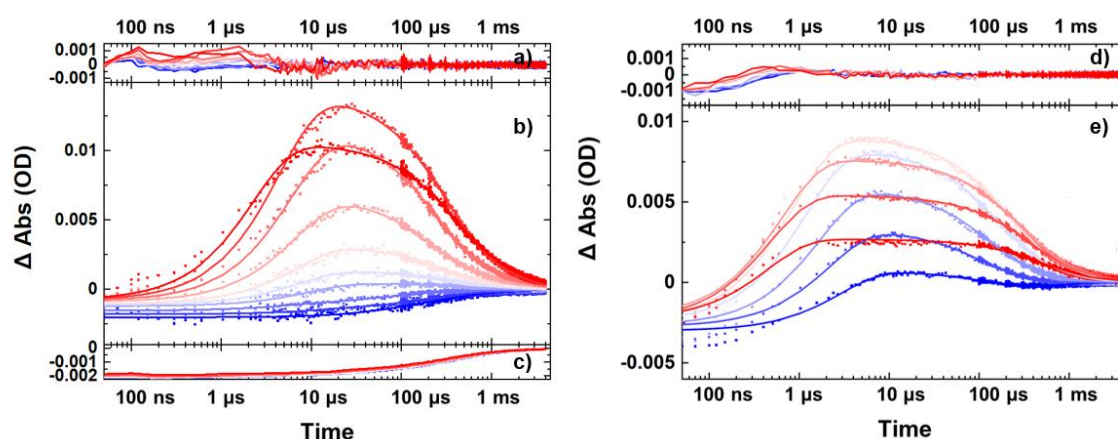 100 ns 1 µs 10 µs 100 µs 1 ms
0.001
0
-0.001
a)
b)
0.01
0.005
0
Δ Abs (OD)
0
-0.001
-0.002
c)
100 ns 1 µs 10 µs 100 µs 1 ms
Time
100 ns 1 µs 10 µs 100 µs 1 ms
0.001
-0.001
d)
e)
0.01
0.005
0
-0.005
Δ Abs (OD)
100 ns 1 µs 10 µs 100 µs 1 ms
Time